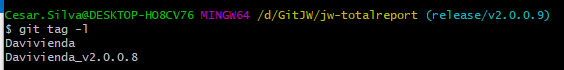 Cesar.Silva@DESKTOP-HO8CV76 MINGW64 /d/GitJW/jw-totalreport (release/v2.0.0.9)
$ git tag -l
Davivienda
Davivienda_v2.0.0.8